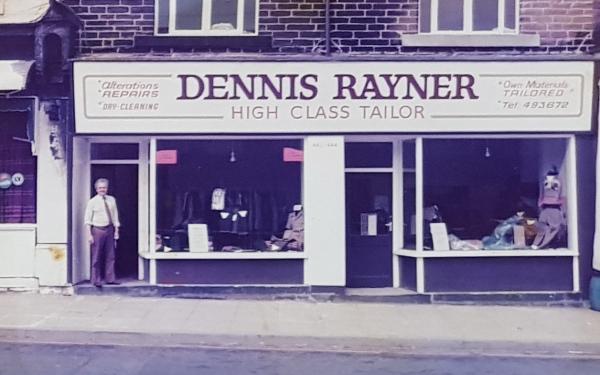 "Alterations
"REPAIRS
"DRY-CLEANING
DENNIS RAYNER
HIGH CLASS TAILOR
"Own Materials
TAILORED"
"Tel: 493672